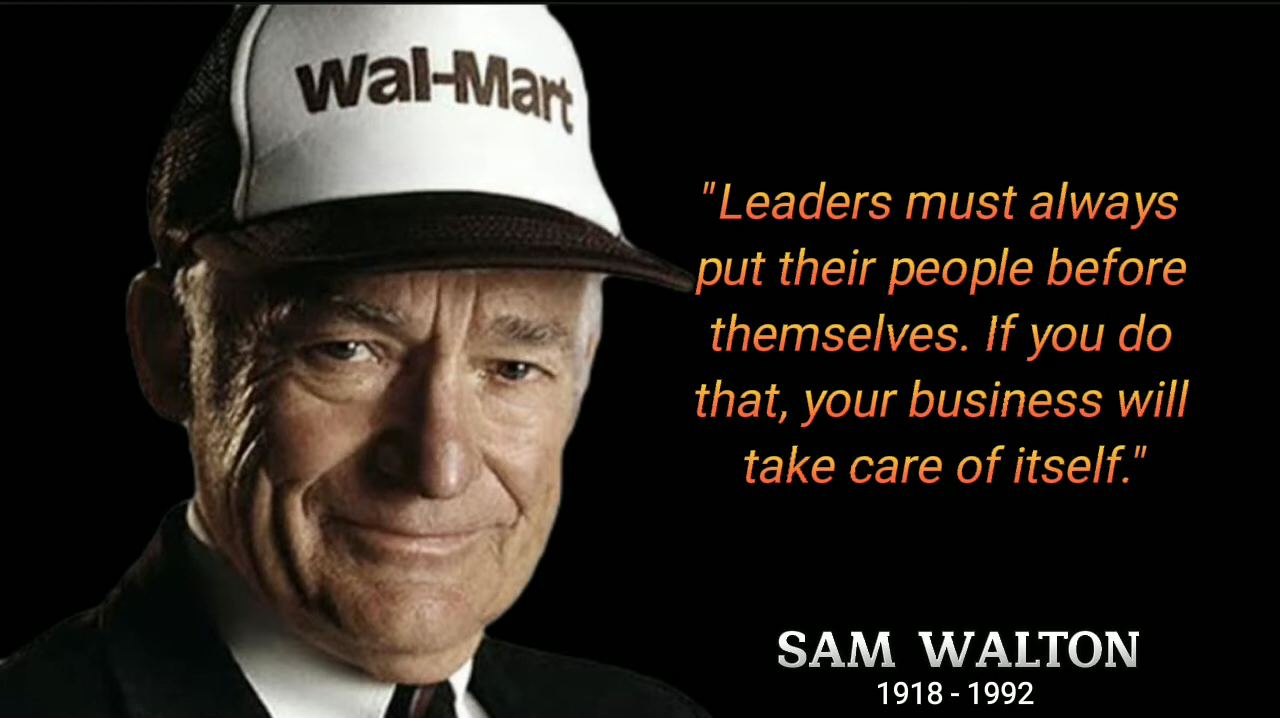 Wal-Mart
"Leaders must always
put their people before
themselves. If you do
that, your business will
take care of itself."
SAM WALTON
1918 - 1992